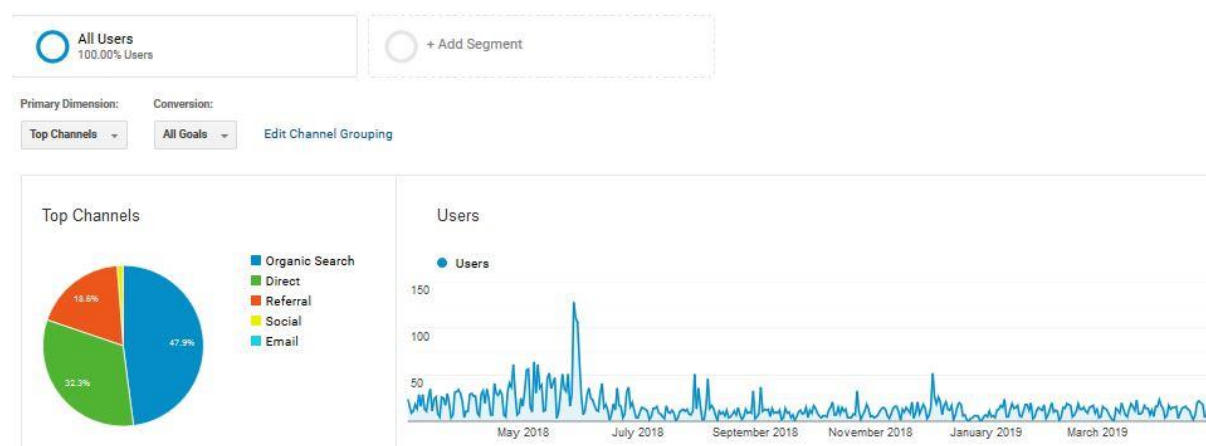 All Users
100.00% Users
+ Add Segment
Primary Dimension:
Conversion:
Top Channels
All Goals
Edit Channel Grouping
Top Channels
Organic Search
Direct
Referral
Social
Email
18.6%
47.9%
32.3%
Users
Users
150
100
50
May 2018
July 2018
September 2018
November 2018
January 2019
March 2019